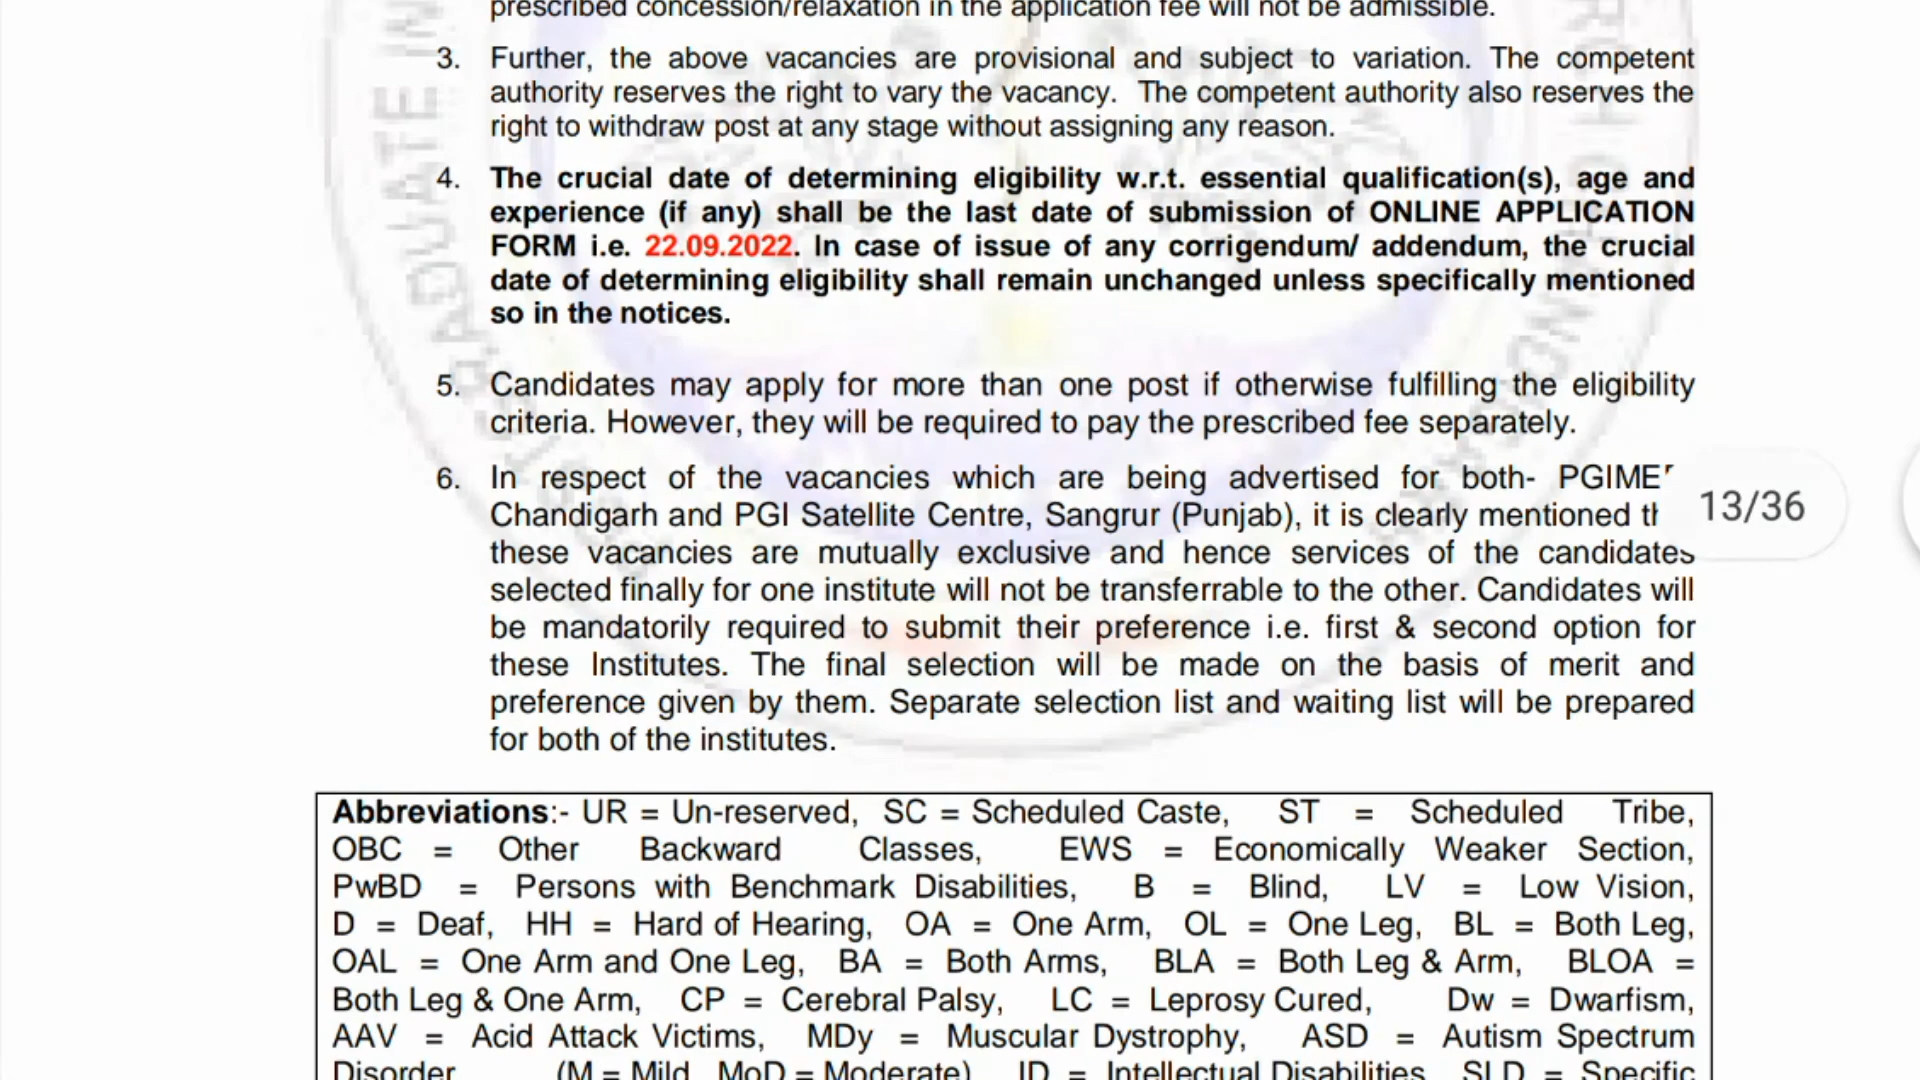 prescribed concession/relaxation in the application fee will not be admissible.
3. Further, the above vacancies are provisional and subject to variation. The competent
authority reserves the right to vary the vacancy. The competent authority also reserves the
right to withdraw post at any stage without assigning any reason.
4. The crucial date of determining eligibility w.r.t. essential qualification(s), age and
experience (if any) shall be the last date of submission of ONLINE APPLICATION
FORM i.e. 22.09.2022. In case of issue of any corrigendum/ addendum, the crucial
date of determining eligibility shall remain unchanged unless specifically mentioned
so in the notices.
5. Candidates may apply for more than one post if otherwise fulfilling the eligibility
criteria. However, they will be required to pay the prescribed fee separately.
6. In respect of the vacancies which are being advertised for both-
Chandigarh and PGI Satellite Centre, Sangrur (Punjab), it is clearly mentioned
13/36
these vacancies are mutually exclusive and hence services of the candidates
selected finally for one institute will not be transferrable to the other. Candidates will
be mandatorily required to submit their preference i.e. first & second option for
these Institutes. The final selection will be made on the basis of merit and
preference given by them. Separate selection list and waiting list will be prepared
for both of the institutes.
Abbreviations:- UR = Un-reserved, SC = Scheduled Caste, ST = Scheduled Tribe,
OBC = Other Backward Classes, EWS = Economically Weaker Section,
PwBD = Persons with Benchmark Disabilities, B = Blind, LV = Low Vision,
D = Deaf, HH = Hard of Hearing, OA = One Arm, OL = One Leg, BL = Both Leg,
OAL = One Arm and One Leg, BA = Both Arms, BLA = Both Leg & Arm, BLOA =
Both Leg & One Arm, CP = Cerebral Palsy, LC = Leprosy Cured, Dw = Dwarfism,
AAV = Acid Attack Victims, MDy = Muscular Dystrophy, ASD = Autism Spectrum
Disorder (M = Mild, MoD = Moderate), ID = Intellectual Disabilities, SLD = Specific